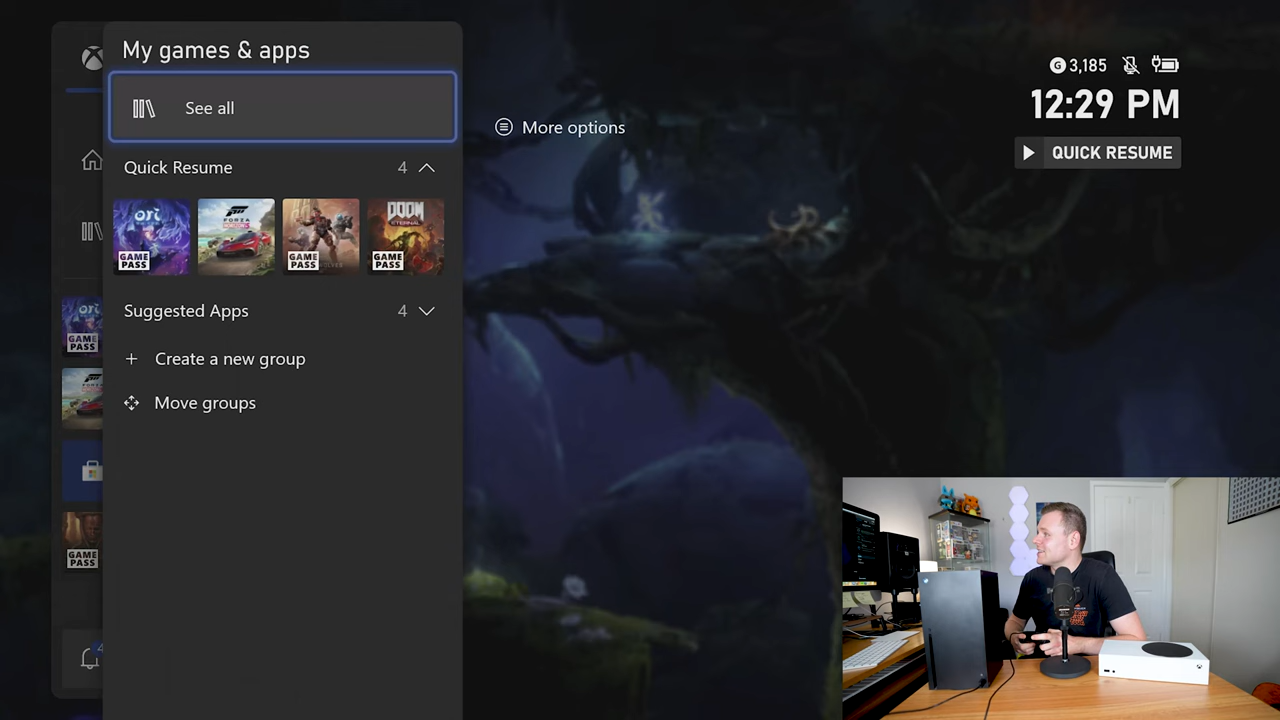 My games & apps
See all
Quick Resume 4
ori
GAME PASS
FORZA
GAME PASS
DOOM
ETERNAL
GAME PASS
Suggested Apps 4
Create a new group
Move groups
ori
GAME PASS
GAME PASS
More options
G 3,185
12:29 PM
QUICK RESUME